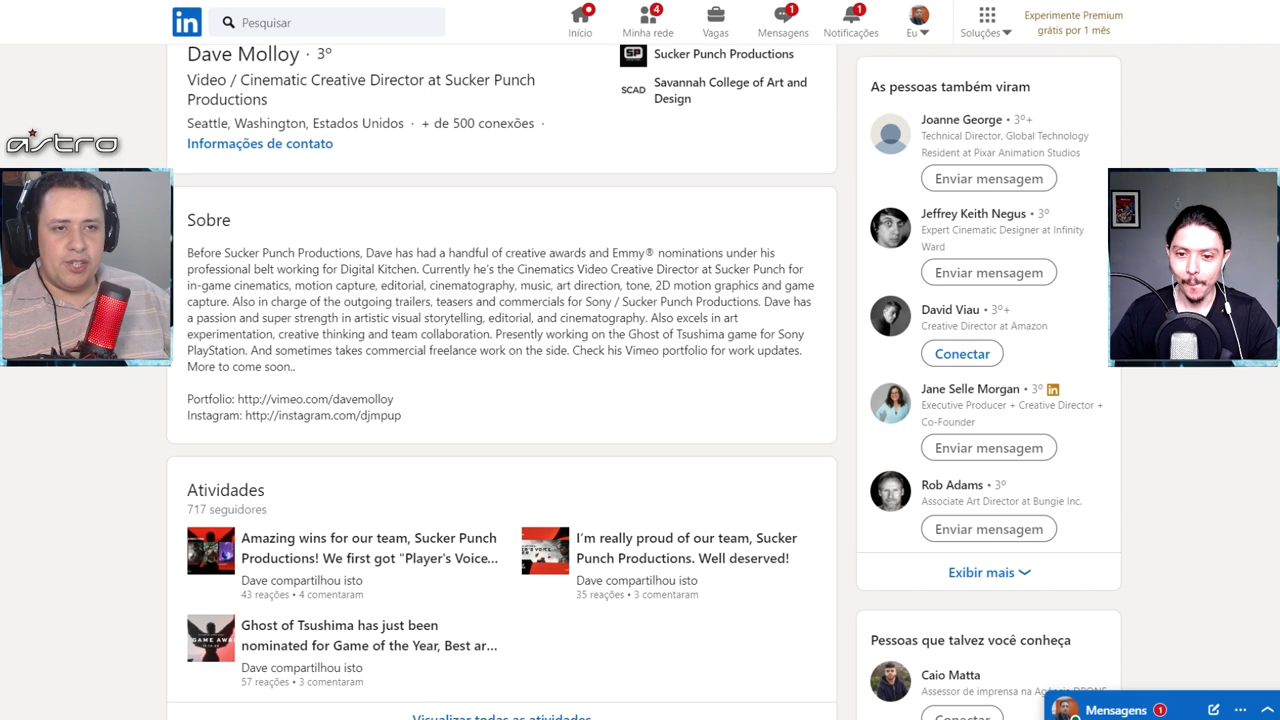 in
Pesquisar
4
1
1
Início
Minha rede
Vagas
Mensagens
Notificações
Eu
Soluções
Experimente Premium
grátis por 1 mês
Dave Molloy · 3º
Video / Cinematic Creative Director at Sucker Punch
Productions
Seattle, Washington, Estados Unidos · + de 500 conexões ·
Informações de contato
SP
Sucker Punch Productions
SCAD
Savannah College of Art and
Design
astro
Sobre
Before Sucker Punch Productions, Dave has had a handful of creative awards and Emmy® nominations under his
professional belt working for Digital Kitchen. Currently he's the Cinematics Video Creative Director at Sucker Punch for
in-game cinematics, motion capture, editorial, cinematography, music, art direction, tone, 2D motion graphics and game
capture. Also in charge of the outgoing trailers, teasers and commercials for Sony / Sucker Punch Productions. Dave has
a passion and super strength in artistic visual storytelling, editorial, and cinematography. Also excels in art
experimentation, creative thinking and team collaboration. Presently working on the Ghost of Tsushima game for Sony
PlayStation. And sometimes takes commercial freelance work on the side. Check his Vimeo portfolio for work updates.
More to come soon..
Portfolio: http://vimeo.com/davemolloy
Instagram: http://instagram.com/djmpup
Atividades
717 seguidores
Amazing wins for our team, Sucker Punch
Productions! We first got "Player's Voice...
Dave compartilhou isto
43 reações • 4 comentaram
I'm really proud of our team, Sucker
Punch Productions. Well deserved!
Dave compartilhou isto
35 reações • 3 comentaram
Ghost of Tsushima has just been
nominated for Game of the Year, Best ar...
Dave compartilhou isto
57 reações • 3 comentaram
Visualizar todas as atividades
As pessoas também viram
Joanne George • 3º+
Technical Director, Global Technology
Resident at Pixar Animation Studios
Enviar mensagem
Jeffrey Keith Negus • 3º
Expert Cinematic Designer at Infinity
Ward
Enviar mensagem
David Viau • 3º+
Creative Director at Amazon
Conectar
Jane Selle Morgan • 3º in
Executive Producer + Creative Director +
Co-Founder
Enviar mensagem
Rob Adams • 3º
Associate Art Director at Bungie Inc.
Enviar mensagem
Exibir mais
Pessoas que talvez você conheça
Caio Matta
Assessor de imprensa na Agência DRONE
Conectar
Mensagens 1